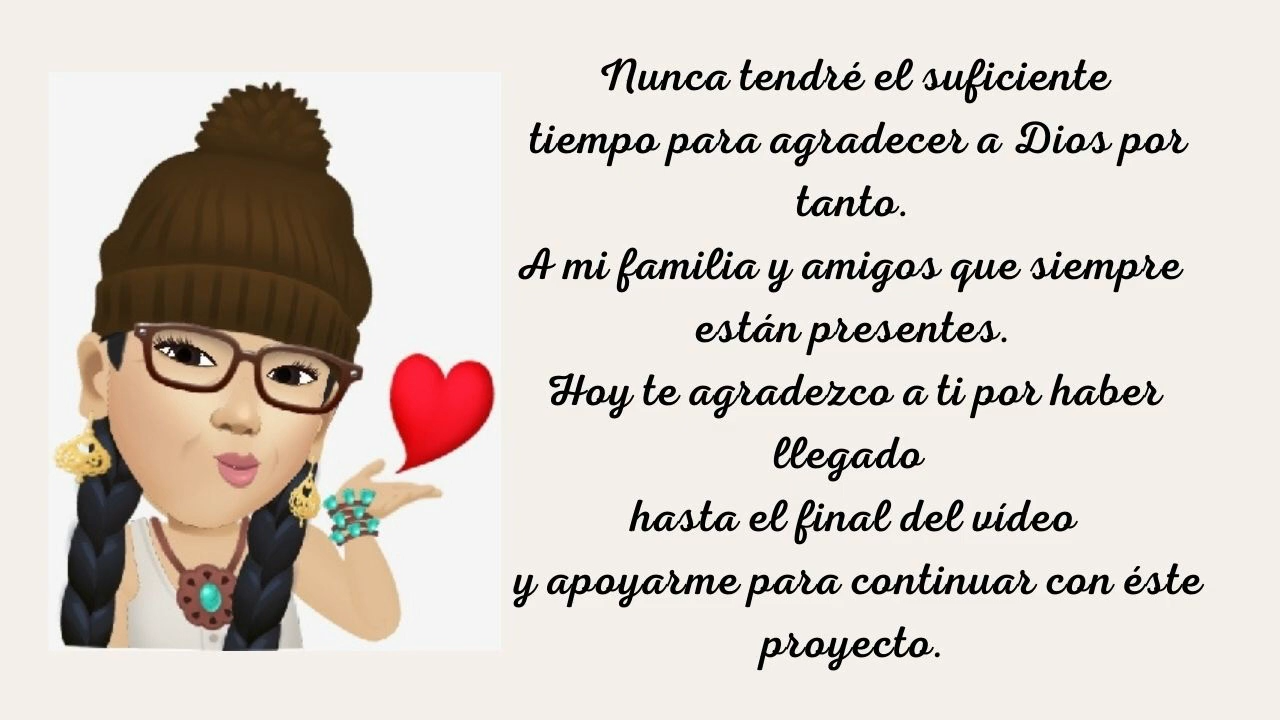 Nunca tendré el suficiente
tiempo para agradecer a Dios por
tanto.
A mi familia y amigos que siempre
están presentes.
Hoy te agradezco a ti por haber
llegado
hasta el final del vídeo
y apoyarme para continuar con éste
proyecto.